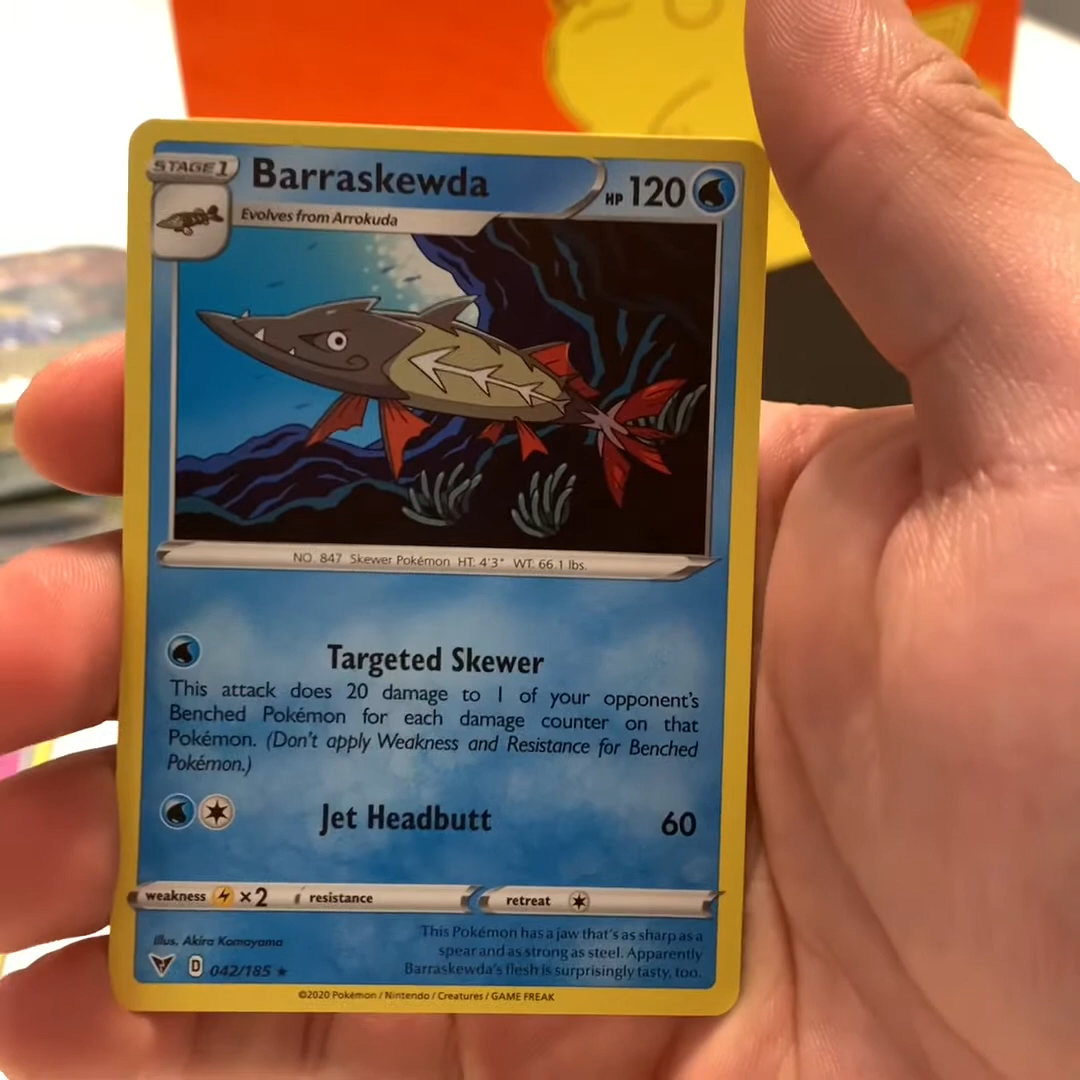 STAGE 1
Barraskewda
HP 120
Evolves from Arrokuda
NO. 847 Skewer Pokémon HT: 4'3" WT: 66.1 lbs.
Targeted Skewer
This attack does 20 damage to 1 of your opponent's
Benched Pokémon for each damage counter on that
Pokémon. (Don't apply Weakness and Resistance for Benched
Pokémon.)
Jet Headbutt 60
weakness ×2 resistance retreat
Illus. Akira Komayama
This Pokémon has a jaw that's as sharp as a
spear and as strong as steel. Apparently
Barraskewda's flesh is surprisingly tasty, too.
D 042/185 ★
©2020 Pokémon / Nintendo / Creatures / GAME FREAK